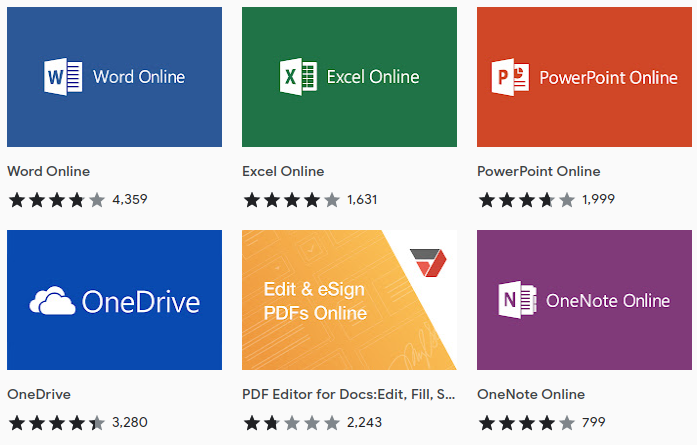 Word Online
Excel Online
PowerPoint Online
Word Online
Excel Online
PowerPoint Online
4,359
1,631
1,999
OneDrive
Edit & eSign
PDFs Online
OneNote Online
OneDrive
PDF Editor for Docs:Edit, Fill, S...
OneNote Online
3,280
2,243
799